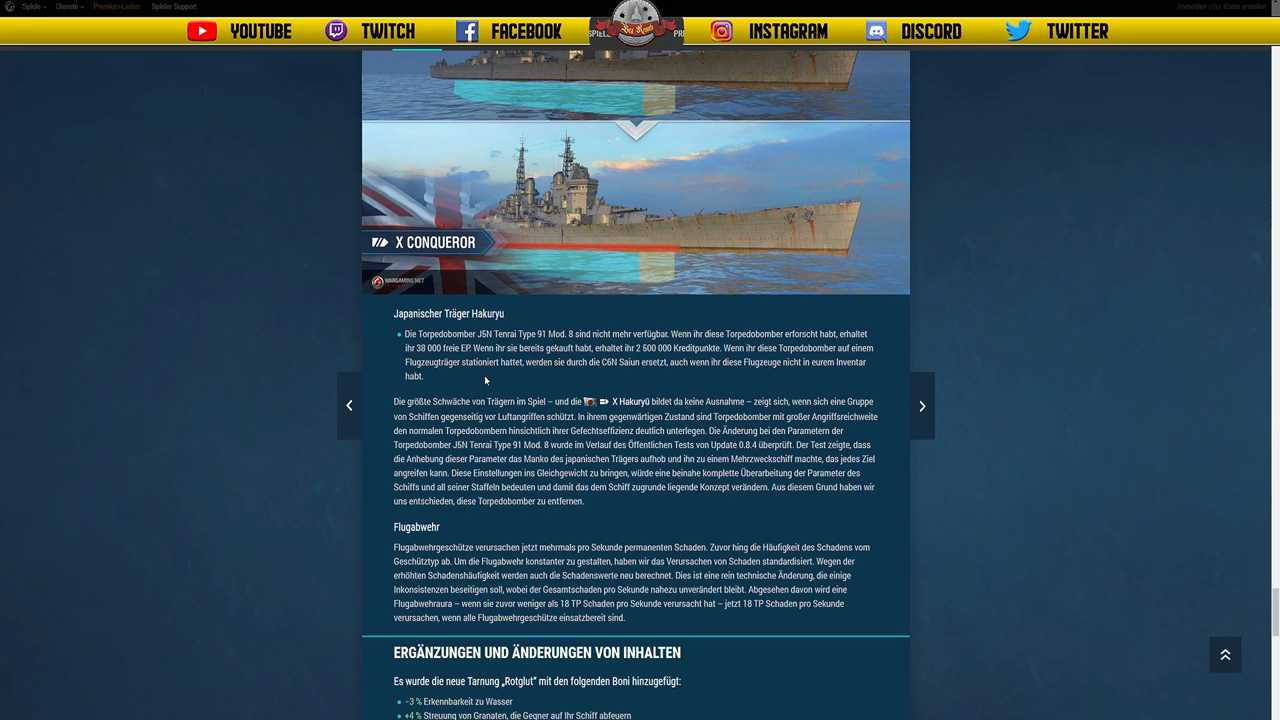 Spiele
Dienste
Premium-Laden
Spieler Support
Anmelden oder Konto erstellen
YOUTUBE
TWITCH
FACEBOOK
INSTAGRAM
DISCORD
TWITTER
X CONQUEROR
WARGAMING.NET
Japanischer Träger Hakuryu
Die Torpedobomber J5N Tenrai Type 91 Mod. 8 sind nicht mehr verfügbar. Wenn ihr diese Torpedobomber erforscht habt, erhaltet
ihr 38 000 freie EP. Wenn ihr sie bereits gekauft habt, erhaltet ihr 2 500 000 Kreditpunkte. Wenn ihr diese Torpedobomber auf einem
Flugzeugträger stationiert hattet, werden sie durch die C6N Saiun ersetzt, auch wenn ihr diese Flugzeuge nicht in eurem Inventar
habt.
Die größte Schwäche von Trägern im Spiel – und die X Hakuryū bildet da keine Ausnahme – zeigt sich, wenn sich eine Gruppe
von Schiffen gegenseitig vor Luftangriffen schützt. In ihrem gegenwärtigen Zustand sind Torpedobomber mit großer Angriffsreichweite
den normalen Torpedobombern hinsichtlich ihrer Gefechtseffizienz deutlich unterlegen. Die Änderung bei den Parametern der
Torpedobomber J5N Tenrai Type 91 Mod. 8 wurde im Verlauf des Öffentlichen Tests von Update 0.8.4 überprüft. Der Test zeigte, dass
die Anhebung dieser Parameter das Manko des japanischen Trägers aufhob und ihn zu einem Mehrzweckschiff machte, das jedes Ziel
angreifen kann. Diese Einstellungen ins Gleichgewicht zu bringen, würde eine beinahe komplette Überarbeitung der Parameter des
Schiffs und all seiner Staffeln bedeuten und damit das dem Schiff zugrunde liegende Konzept verändern. Aus diesem Grund haben wir
uns entschieden, diese Torpedobomber zu entfernen.
Flugabwehr
Flugabwehrgeschütze verursachen jetzt mehrmals pro Sekunde permanenten Schaden. Zuvor hing die Häufigkeit des Schadens vom
Geschütztyp ab. Um die Flugabwehr konstanter zu gestalten, haben wir das Verursachen von Schaden standardisiert. Wegen der
erhöhten Schadenshäufigkeit werden auch die Schadenswerte neu berechnet. Dies ist eine rein technische Änderung, die einige
Inkonsistenzen beseitigen soll, wobei der Gesamtschaden pro Sekunde nahezu unverändert bleibt. Abgesehen davon wird eine
Flugabwehraura – wenn sie zuvor weniger als 18 TP Schaden pro Sekunde verursacht hat – jetzt 18 TP Schaden pro Sekunde
verursachen, wenn alle Flugabwehrgeschütze einsatzbereit sind.
ERGÄNZUNGEN UND ÄNDERUNGEN VON INHALTEN
Es wurde die neue Tarnung „Rotglut“ mit den folgenden Boni hinzugefügt:
−3 % Erkennbarkeit zu Wasser
+4 % Streuung von Granaten, die Gegner auf Ihr Schiff abfeuern